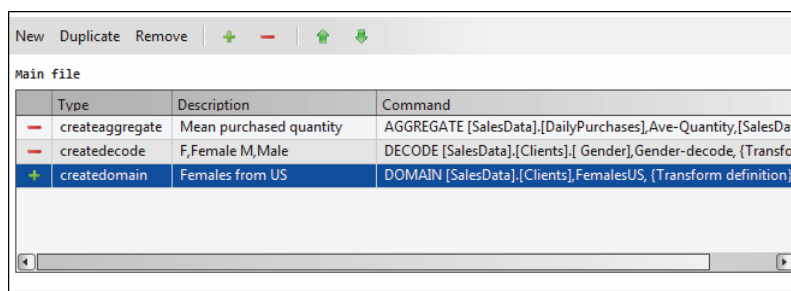 New Duplicate Remove
Main file
Type Description Command
createaggregate Mean purchased quantity AGGREGATE [SalesData].[DailyPurchases],Ave-Quantity,[SalesDa
createdecode F,Female M,Male DECODE [SalesData].[Clients].[ Gender],Gender-decode, {Transfo
createdomain Females from US DOMAIN [SalesData].[Clients],FemalesUS, {Transform definition}